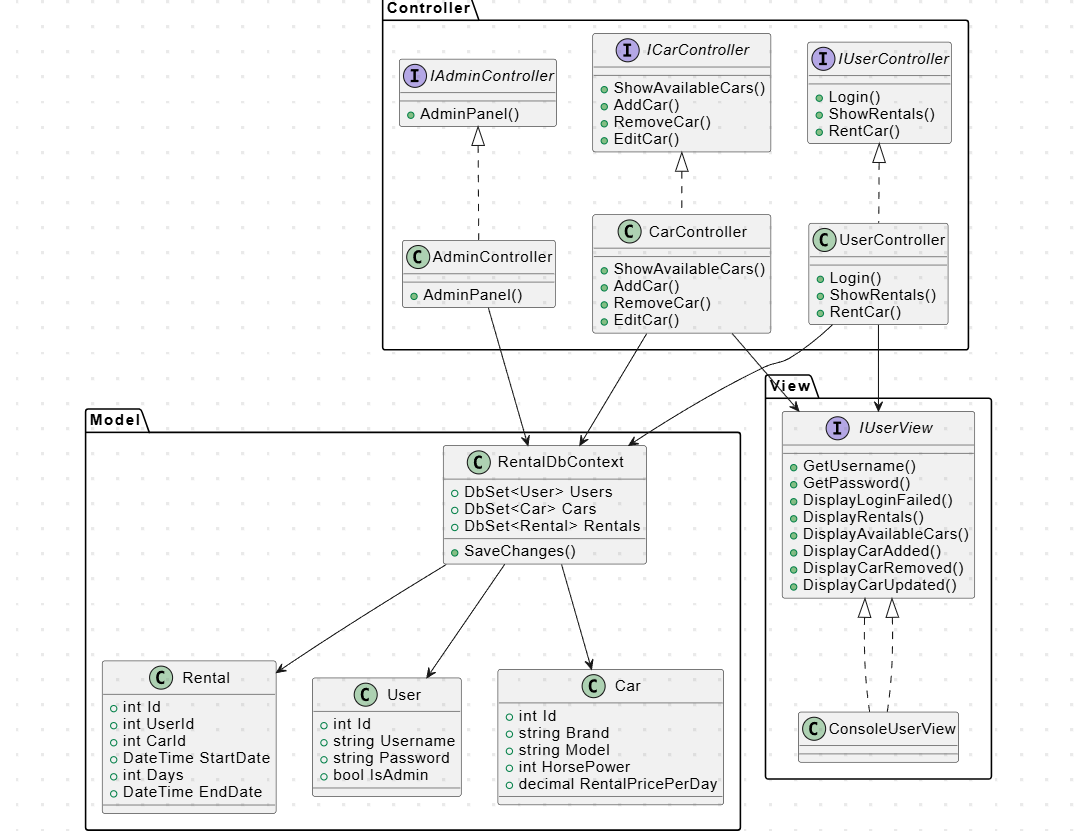 Controller
I IAdminController
AdminPanel()
I ICarController
ShowAvailableCars()
AddCar()
RemoveCar()
EditCar()
I IUserController
Login()
ShowRentals()
RentCar()
C AdminController
AdminPanel()
C CarController
ShowAvailableCars()
AddCar()
RemoveCar()
EditCar()
C UserController
Login()
ShowRentals()
RentCar()
Model
C RentalDbContext
DbSet<User> Users
DbSet<Car> Cars
DbSet<Rental> Rentals
SaveChanges()
C Rental
int Id
int UserId
int CarId
DateTime StartDate
int Days
DateTime EndDate
C User
int Id
string Username
string Password
bool IsAdmin
C Car
int Id
string Brand
string Model
int HorsePower
decimal RentalPricePerDay
View
I IUserView
GetUsername()
GetPassword()
DisplayLoginFailed()
DisplayRentals()
DisplayAvailableCars()
DisplayCarAdded()
DisplayCarRemoved()
DisplayCarUpdated()
C ConsoleUserView